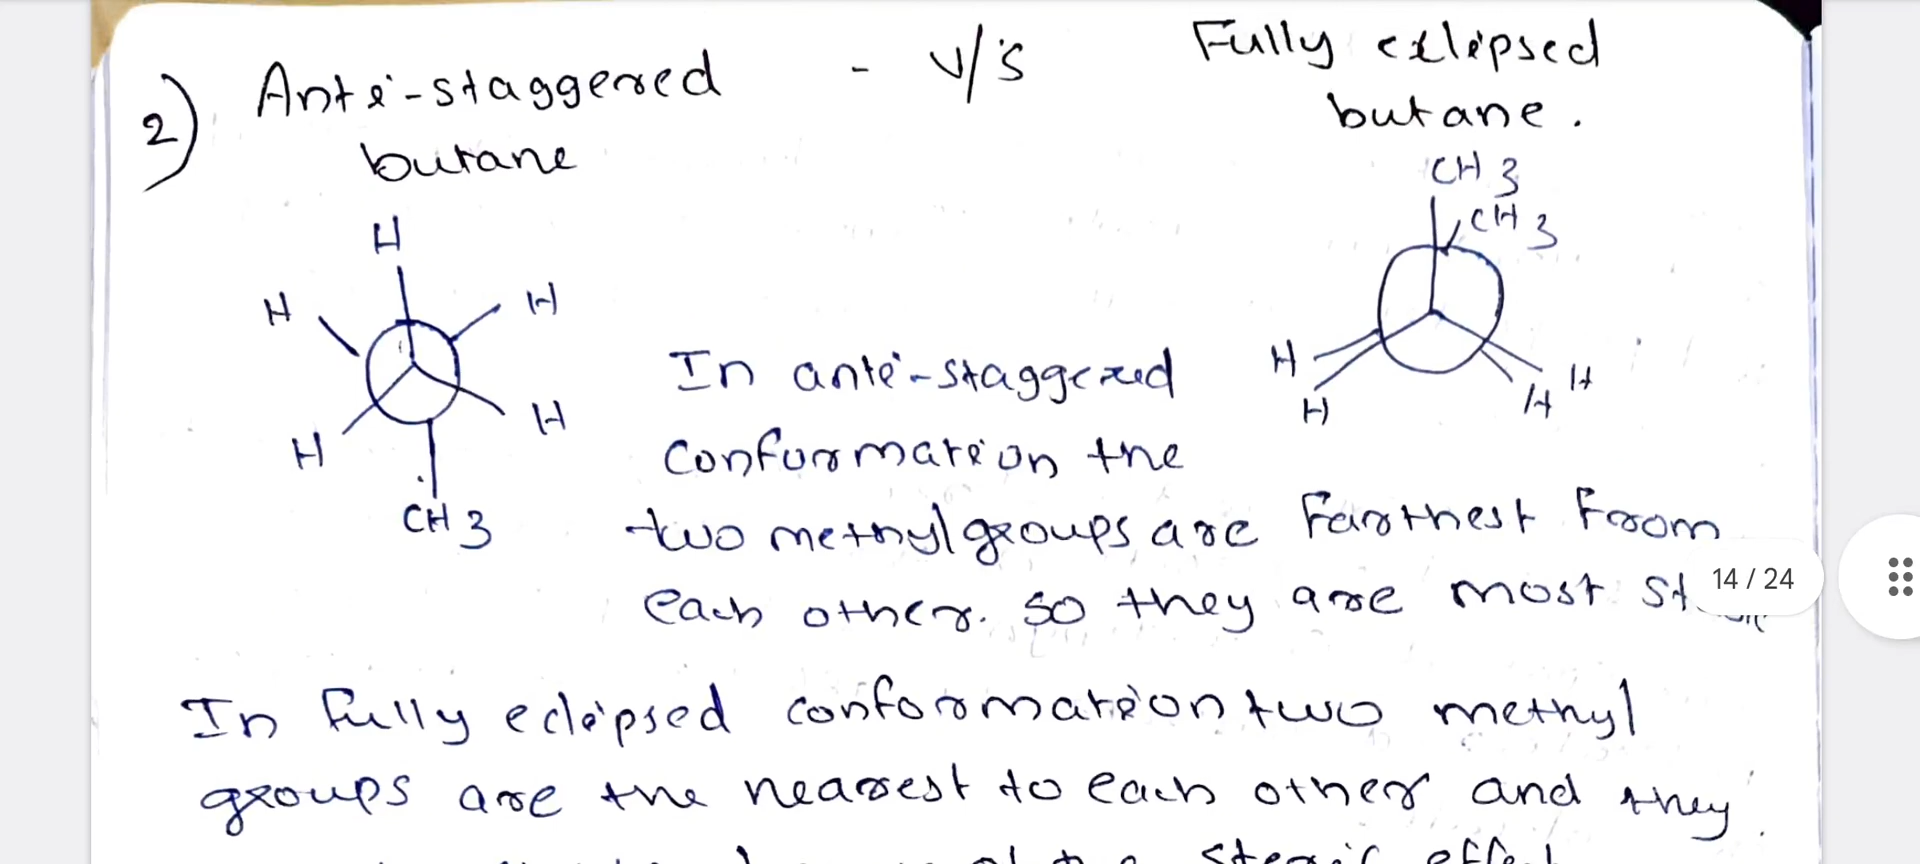 2) Anti-staggered - v/s Fully eclipsed
butane butane.
CH3
CH3
H
H H
H H
CH3
H H
H H
In anti-staggered
conformation the
two methyl groups are farthest from
each other. so they are most
14 / 24
In fully eclipsed conformation two methyl
groups are the nearest to each other and they
steric effect